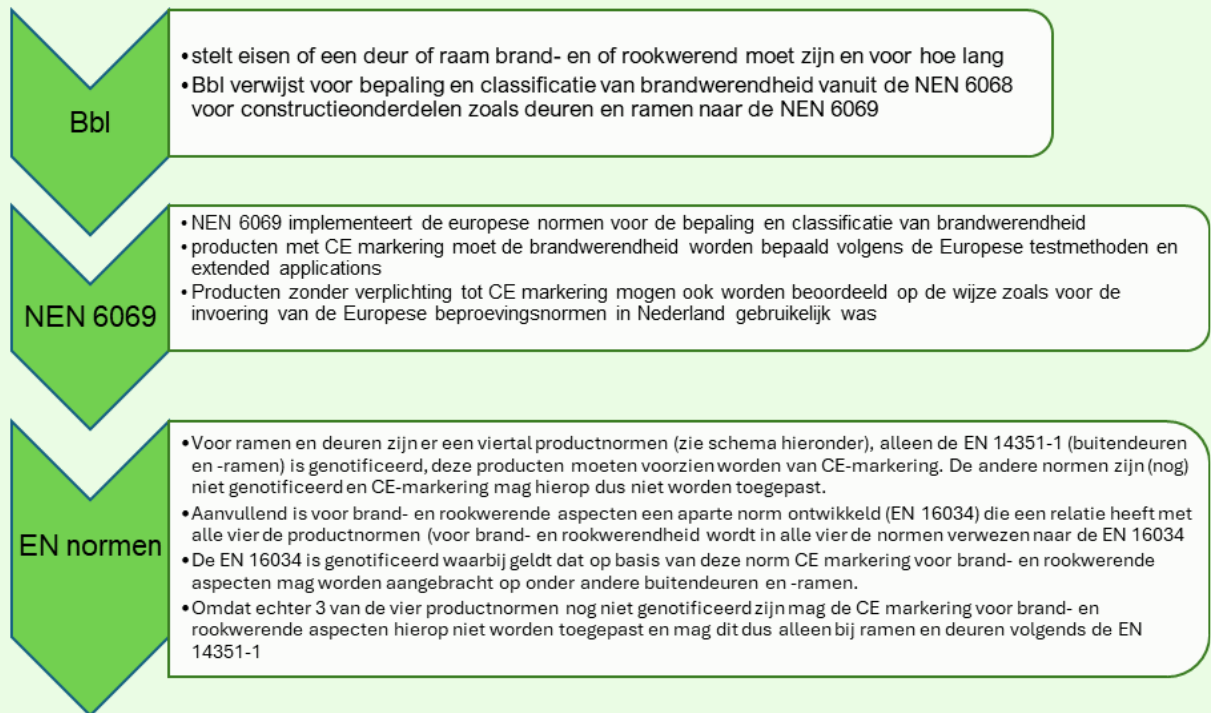 Bbl
•stelt eisen of een deur of raam brand- en of rookwerend moet zijn en voor hoe lang
•Bbl verwijst voor bepaling en classificatie van brandwerendheid vanuit de NEN 6068
voor constructieonderdelen zoals deuren en ramen naar de NEN 6069
NEN 6069
•NEN 6069 implementeert de europese normen voor de bepaling en classificatie van brandwerendheid
•producten met CE markering moet de brandwerendheid worden bepaald volgens de Europese testmethoden en
extended applications
•Producten zonder verplichting tot CE markering mogen ook worden beoordeeld op de wijze zoals voor de
invoering van de Europese beproevingsnormen in Nederland gebruikelijk was
EN normen
•Voor ramen en deuren zijn er een viertal productnormen (zie schema hieronder), alleen de EN 14351-1 (buitendeuren
en -ramen) is genotificeerd, deze producten moeten voorzien worden van CE-markering. De andere normen zijn (nog)
niet genotificeerd en CE-markering mag hierop dus niet worden toegepast.
•Aanvullend is voor brand- en rookwerende aspecten een aparte norm ontwikkeld (EN 16034) die een relatie heeft met
alle vier de productnormen (voor brand- en rookwerendheid wordt in alle vier de normen verwezen naar de EN 16034
•De EN 16034 is genotificeerd waarbij geldt dat op basis van deze norm CE markering voor brand- en rookwerende
aspecten mag worden aangebracht op onder andere buitendeuren en -ramen.
•Omdat echter 3 van de vier productnormen nog niet genotificeerd zijn mag de CE markering voor brand- en
rookwerende aspecten hierop niet worden toegepast en mag dit dus alleen bij ramen en deuren volgends de EN
14351-1